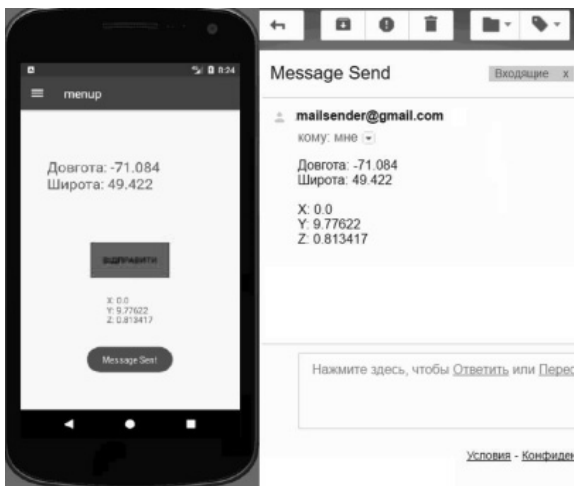 8:24
menup
Довгота: -71.084
Широта: 49.422
ВІДПРАВИТИ
X: 0.0
Y: 9.77622
Z: 0.813417
Message Sent
Message Send
Входящие x
mailsender@gmail.com
кому: мне
Довгота: -71.084
Широта: 49.422
X: 0.0
Y: 9.77622
Z: 0.813417
Нажмите здесь, чтобы Ответить или Перес
Условия - Конфиден